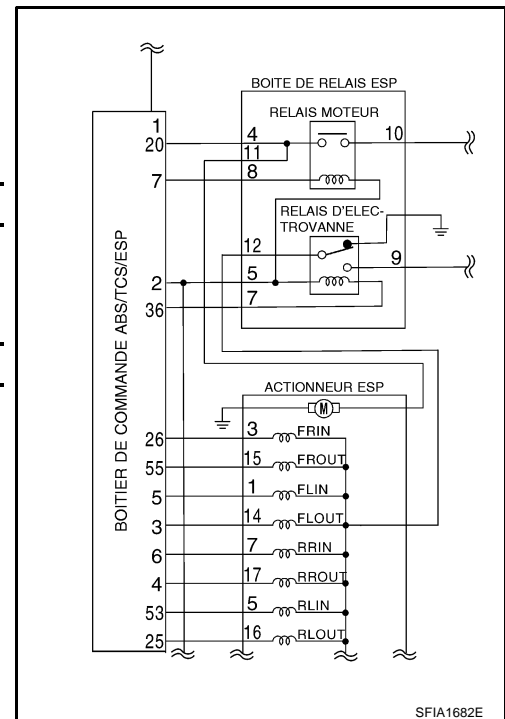 BOITE DE RELAIS ESP
RELAIS MOTEUR
1
20 4 10
11
7 8
RELAIS D'ELEC-
TROVANNE
12 9
2 5
36 7
BOITIER DE COMMANDE ABS/TCS/ESP
ACTIONNEUR ESP
M
26 3 FRIN
55 15 FROUT
5 1 FLIN
3 14 FLOUT
6 7 RRIN
4 17 RROUT
53 5 RLIN
25 16 RLOUT
SFIA1682E